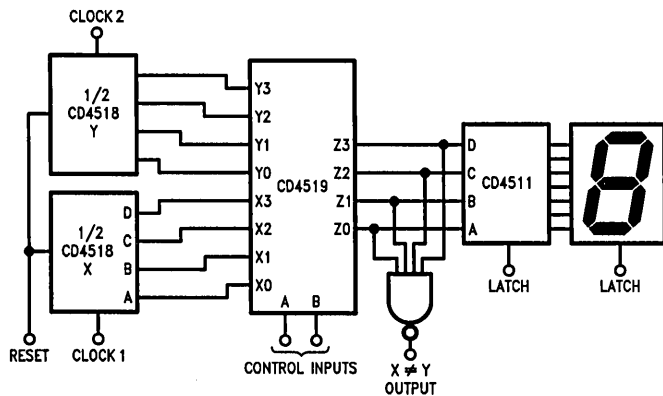 CLOCK 2
1/2
CD4518
Y
Y3
Y2
Y1
Y0
X3
X2
X1
X0
CD4519
Z3
Z2
Z1
Z0
A B
D
C
B
A
CD4511
1/2
CD4518
X
D
C
B
A
RESET
CLOCK 1
CONTROL INPUTS
X ≠ Y
OUTPUT
LATCH
LATCH
8